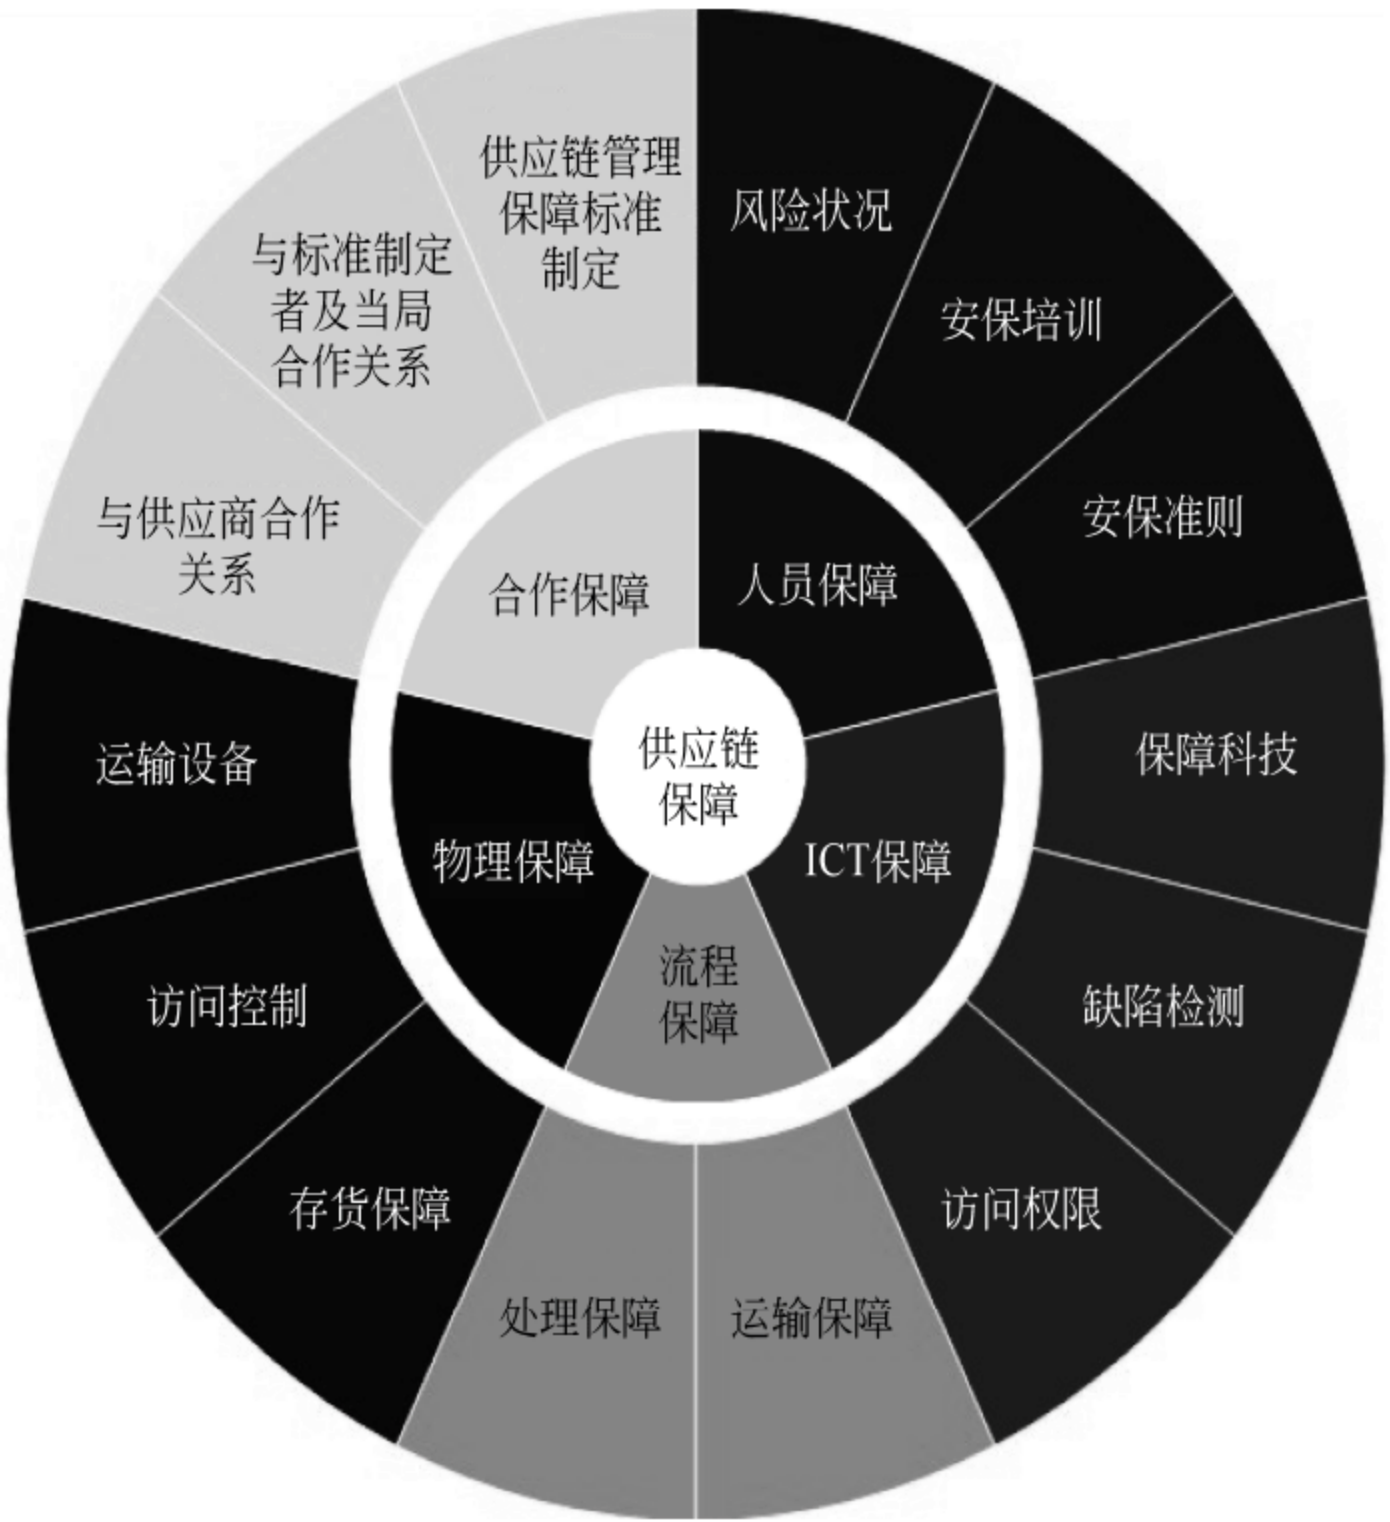 供应链管理
保障标准
制定
风险状况
与标准制定
者及当局
合作关系
安保培训
与供应商合作
关系
安保准则
合作保障
人员保障
供应链
保障
运输设备
保障科技
物理保障
ICT保障
流程
保障
访问控制
缺陷检测
存货保障
访问权限
处理保障
运输保障